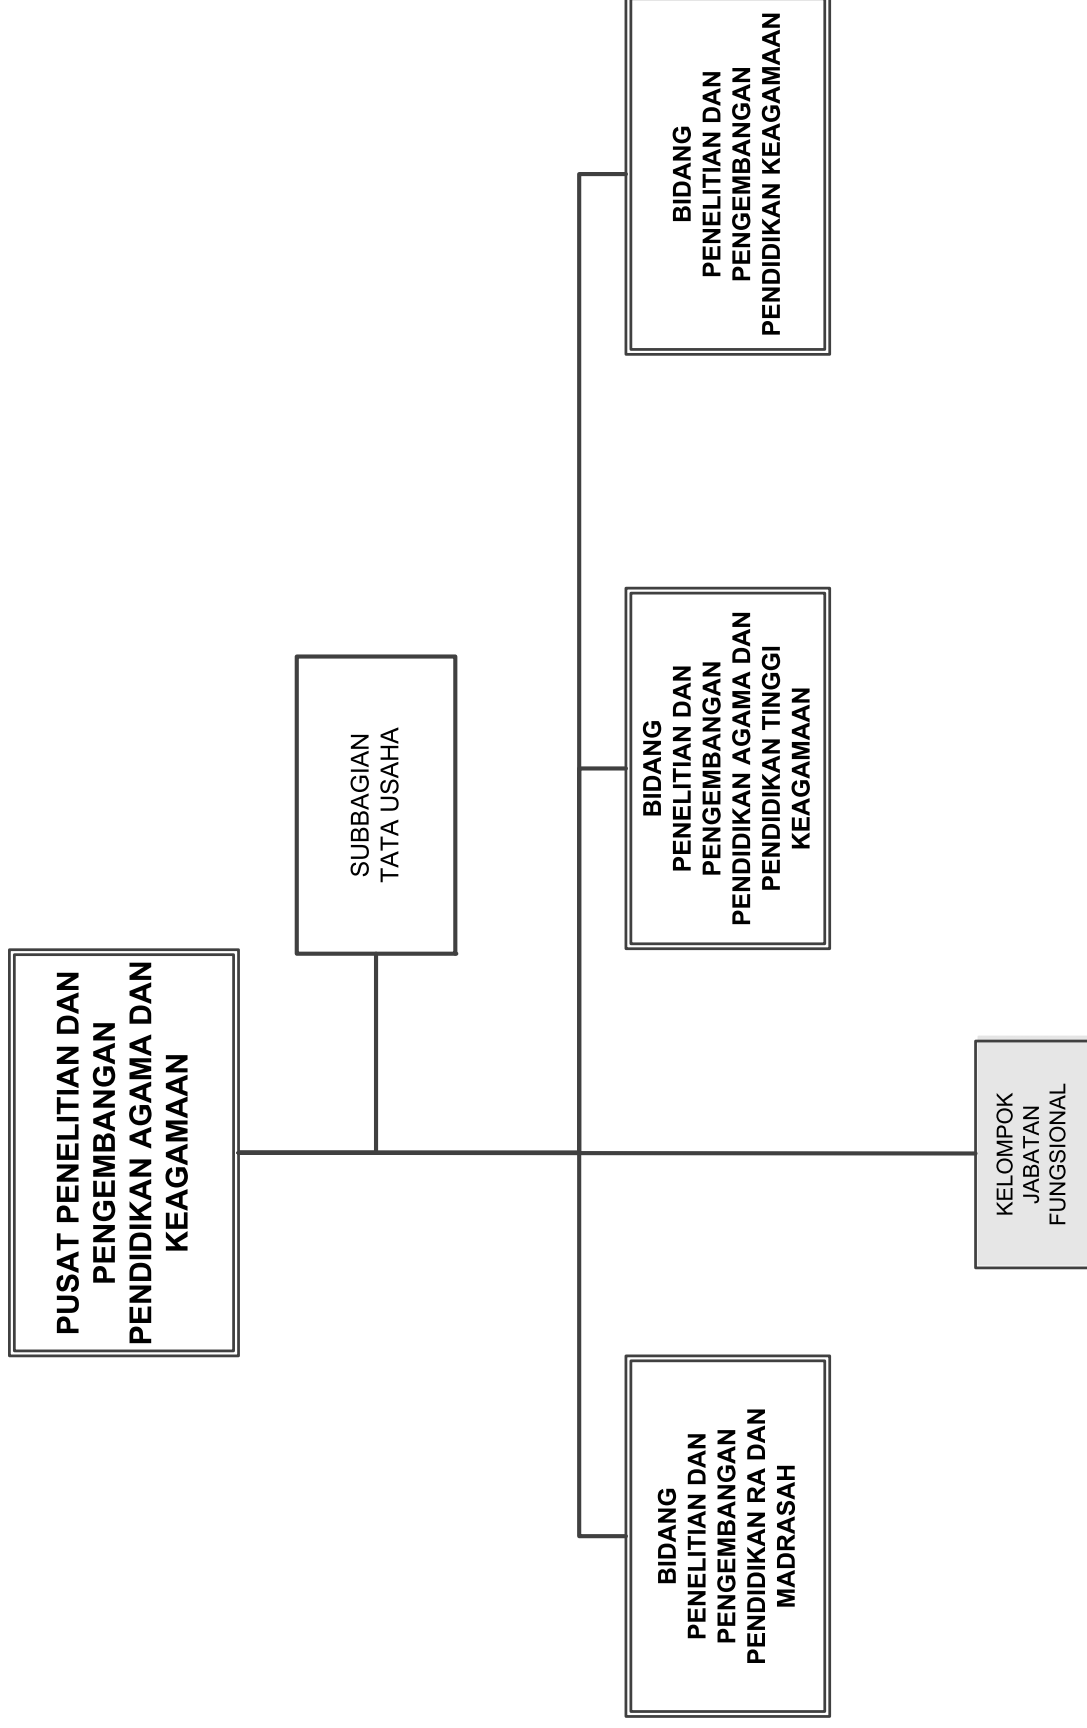 PUSAT PENELITIAN DAN
PENGEMBANGAN
PENDIDIKAN AGAMA DAN
KEAGAMAAN
SUBBAGIAN
TATA USAHA
BIDANG
PENELITIAN DAN
PENGEMBANGAN
PENDIDIKAN RA DAN
MADRASAH
BIDANG
PENELITIAN DAN
PENGEMBANGAN
PENDIDIKAN AGAMA DAN
PENDIDIKAN TINGGI
KEAGAMAAN
BIDANG
PENELITIAN DAN
PENGEMBANGAN
PENDIDIKAN KEAGAMAAN
KELOMPOK
JABATAN
FUNGSIONAL